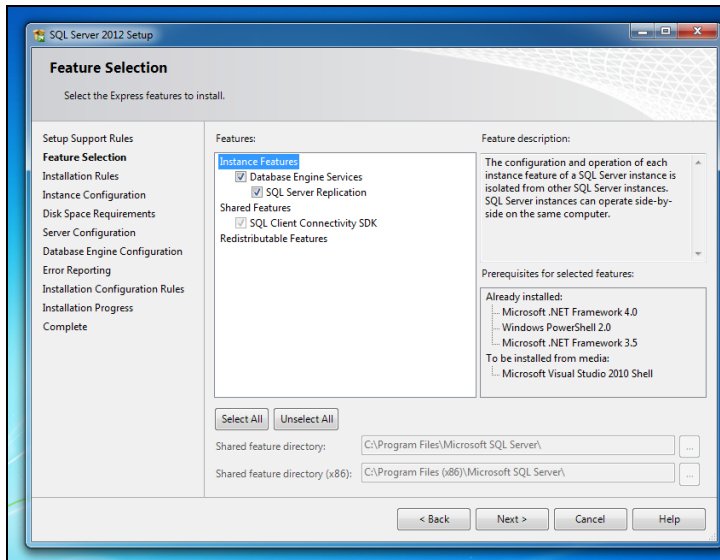 SQL Server 2012 Setup
Feature Selection
Select the Express features to install.
Setup Support Rules
Feature Selection
Installation Rules
Instance Configuration
Disk Space Requirements
Server Configuration
Database Engine Configuration
Error Reporting
Installation Configuration Rules
Installation Progress
Complete
Features:
Instance Features
Database Engine Services
SQL Server Replication
Shared Features
SQL Client Connectivity SDK
Redistributable Features
Feature description:
The configuration and operation of each
instance feature of a SQL Server instance is
isolated from other SQL Server instances.
SQL Server instances can operate side-by-
side on the same computer.
Prerequisites for selected features:
Already installed:
Microsoft .NET Framework 4.0
Windows PowerShell 2.0
Microsoft .NET Framework 3.5
To be installed from media:
Microsoft Visual Studio 2010 Shell
Select All Unselect All
Shared feature directory: C:\Program Files\Microsoft SQL Server\ ...
Shared feature directory (x86): C:\Program Files (x86)\Microsoft SQL Server\ ...
< Back Next > Cancel Help